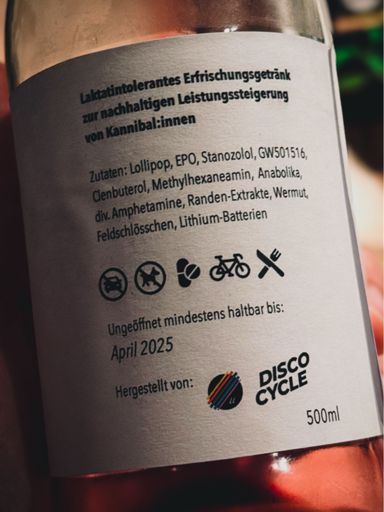 Laktatintolerantes Erfrischungsgetränk
zur nachhaltigen Leistungssteigerung
von Kannibal:innen
Zutaten: Lollipop, EPO, Stanozolol, GW501516,
Clenbuterol, Methylhexaneamin, Anabolika,
div. Amphetamine, Randen-Extrakte, Wermut,
Feldschlösschen, Lithium-Batterien
Ungeöffnet mindestens haltbar bis:
April 2025
Hergestellt von:
DISCO
CYCLE
500ml